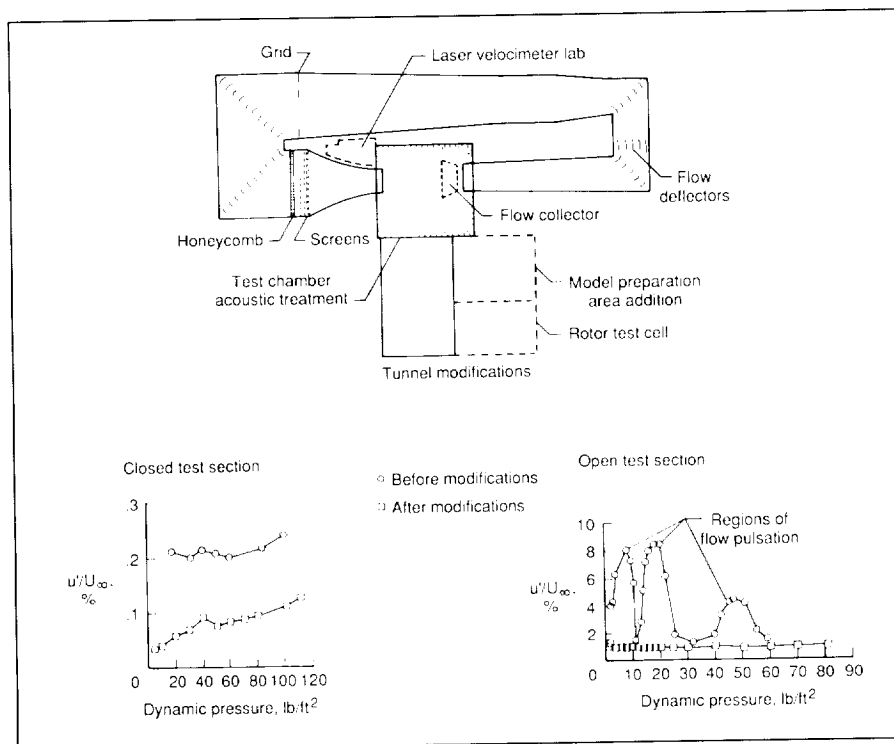 Grid
Laser velocimeter lab
Flow
deflectors
Flow collector
Honeycomb
Screens
Test chamber
acoustic treatment
Model preparation
area addition
Rotor test cell
Tunnel modifications
Closed test section
○ Before modifications
□ After modifications
Open test section
Regions of
flow pulsation
u'/U∞,
%
.3
.2
.1
0 20 40 60 80 100 120
Dynamic pressure, lb/ft²
u'/U∞,
%
10
8
6
4
2
0 10 20 30 40 50 60 70 80 90
Dynamic pressure, lb/ft²